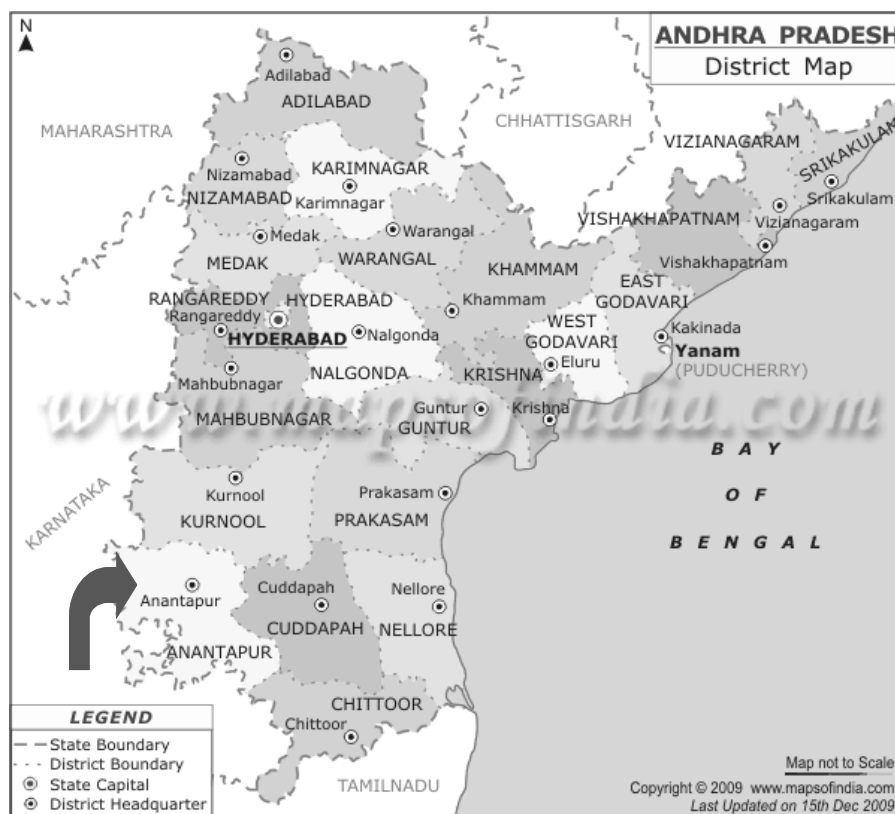 N
ANDHRA PRADESH
District Map
Adilabad
ADILABAD
MAHARASHTRA
CHHATTISGARH
VIZIANAGARAM
SRIKAKULAM
Nizamabad
NIZAMABAD
KARIMNAGAR
Karimnagar
Srikakulam
Vizianagaram
VISHAKHAPATNAM
Vishakhapatnam
Medak
MEDAK
Warangal
WARANGAL
KHAMMAM
Khammam
EAST
GODAVARI
RANGAREDDY
Rangareddy
HYDERABAD
HYDERABAD
Nalgonda
NALGONDA
WEST
GODAVARI
Eluru
Kakinada
Yanam
(PUDUCHERRY)
KRISHNA
Krishna
Mahbubnagar
MAHBUBNAGAR
Guntur
GUNTUR
www.mapsofindia.com
BAY
OF
BENGAL
KARNATAKA
Kurnool
KURNOOL
Prakasam
PRAKASAM
Anantapur
ANANTAPUR
Cuddapah
CUDDAPAH
Nellore
NELLORE
CHITTOOR
Chittoor
TAMILNADU
LEGEND
State Boundary
District Boundary
State Capital
District Headquarter
Map not to Scale
Copyright © 2009 www.mapsofindia.com
Last Updated on 15th Dec 2009